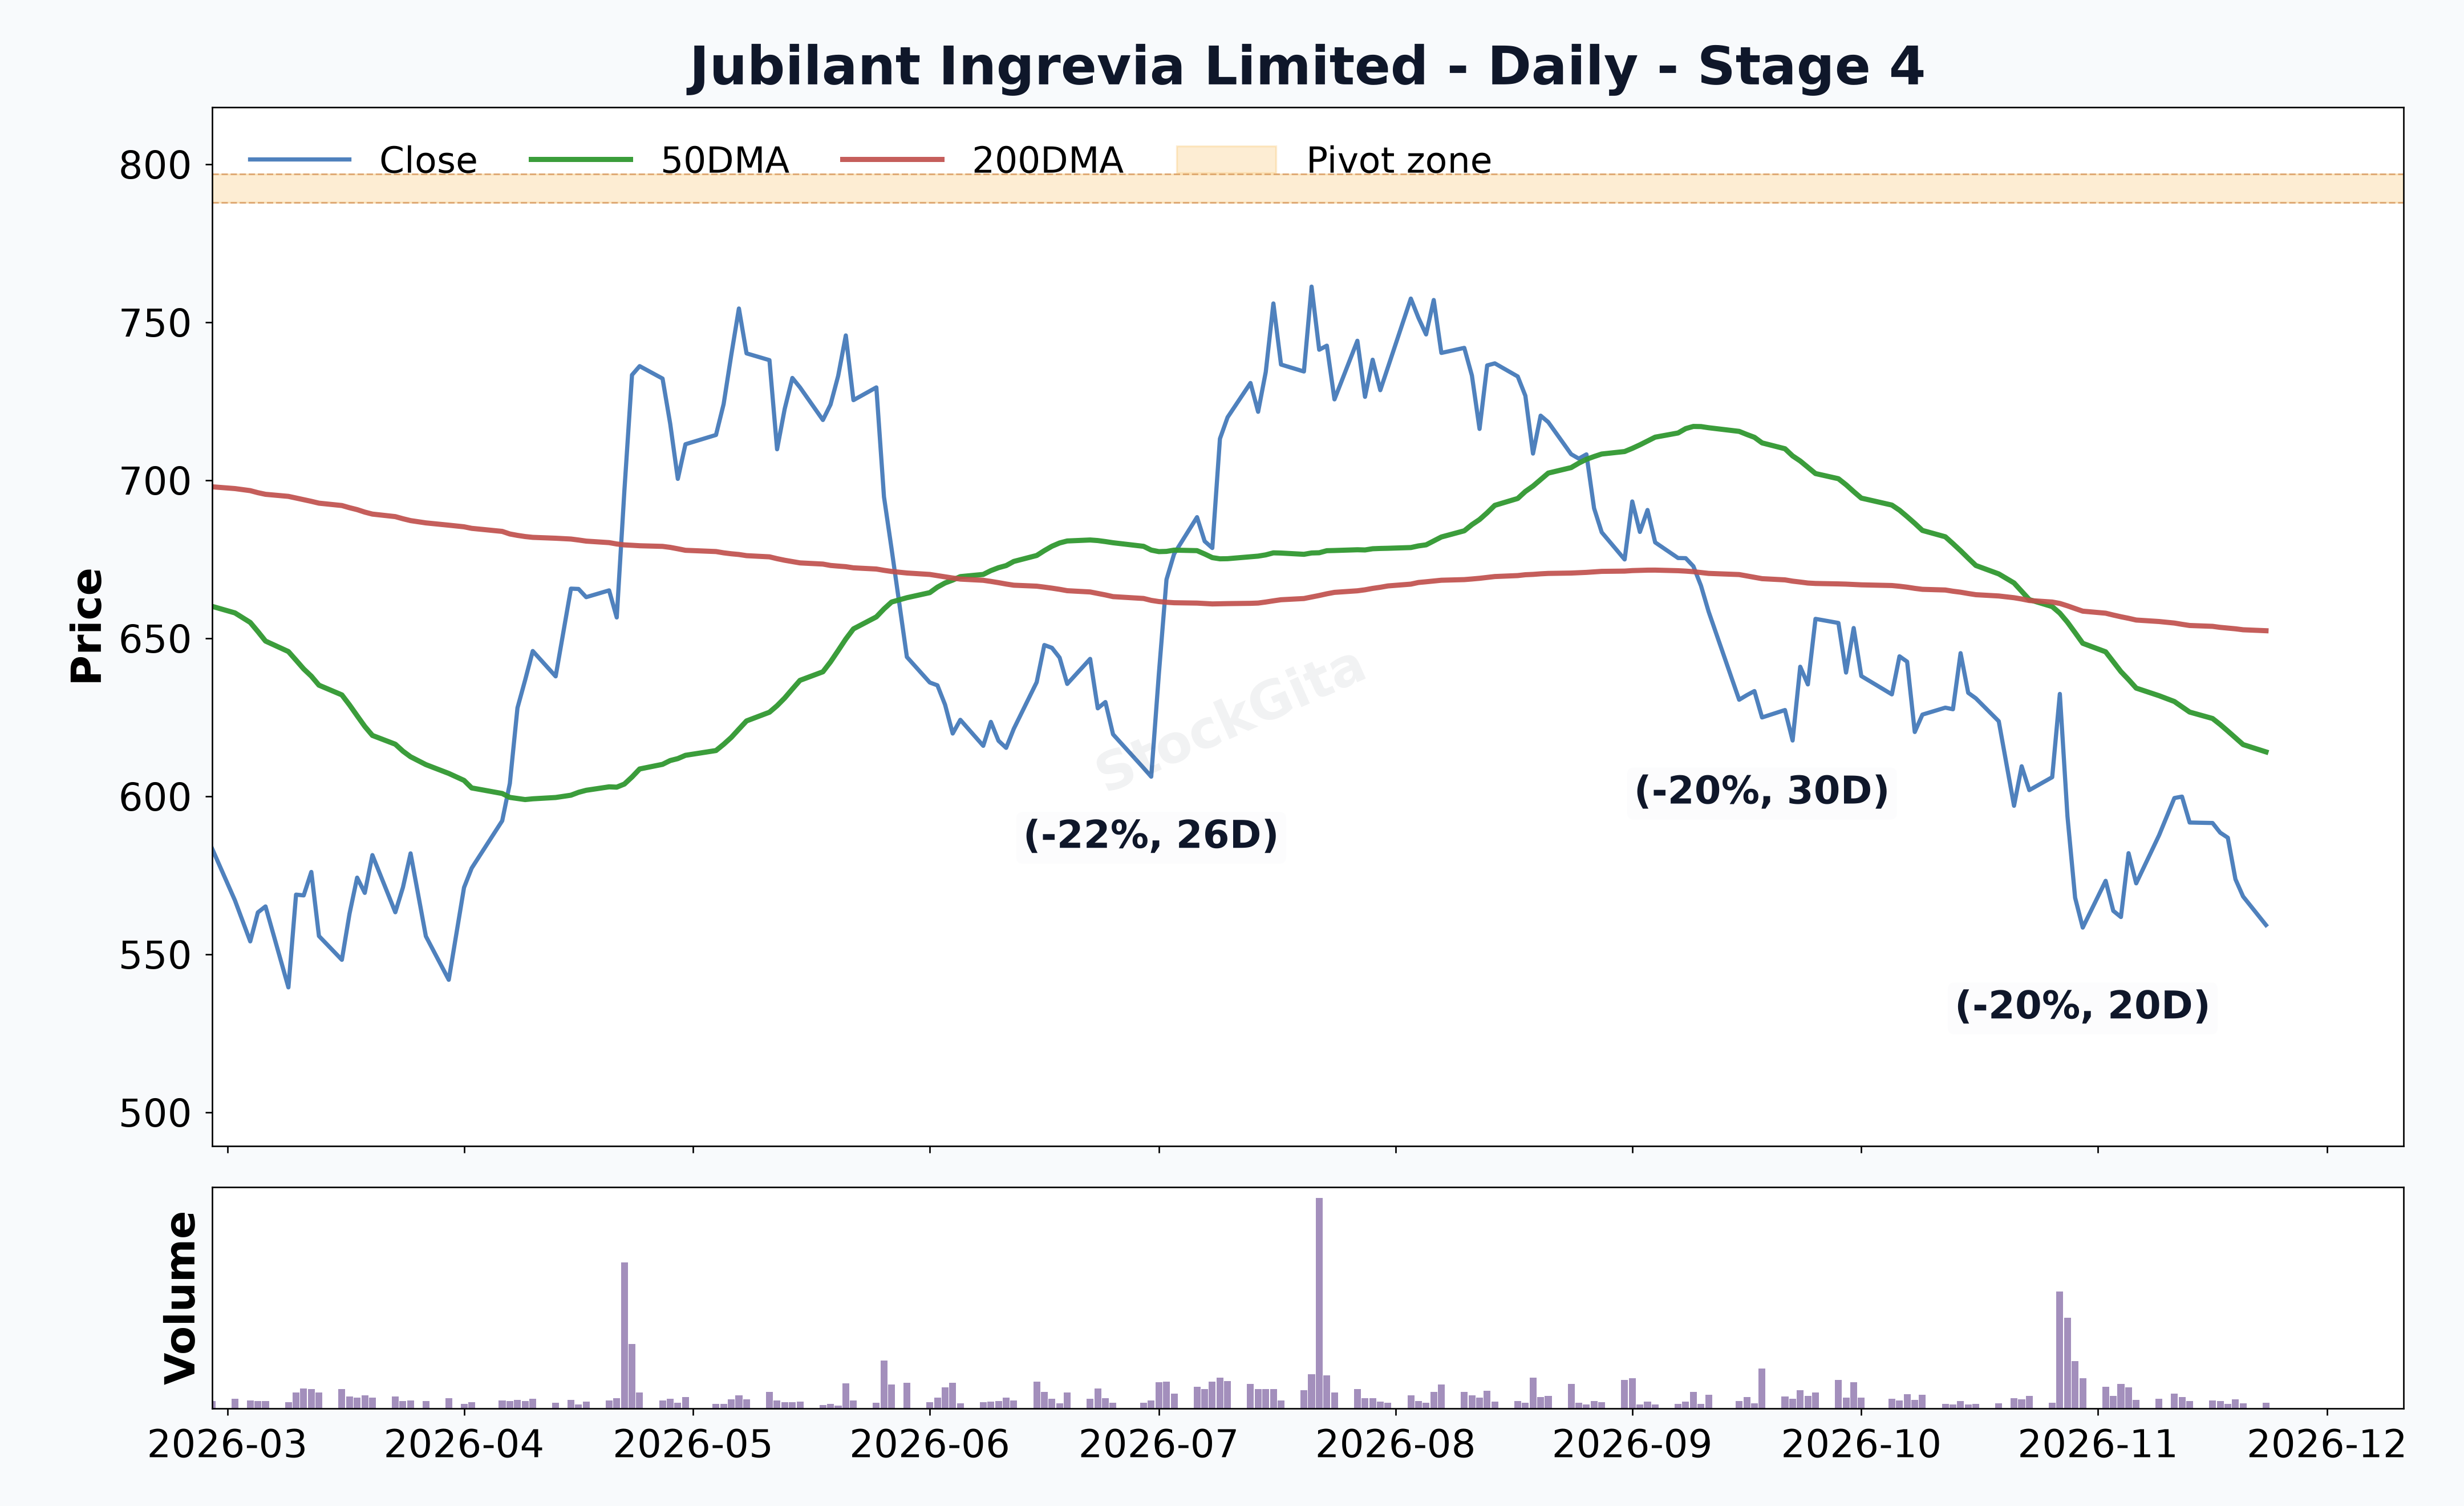 Jubilant Ingrevia Limited - Daily - Stage 4
Close 50DMA 200DMA Pivot zone
800
750
700
650
600
550
500
Price
StockGita
(-22%, 26D)
(-20%, 30D)
(-20%, 20D)
Volume
2026-03 2026-04 2026-05 2026-06 2026-07 2026-08 2026-09 2026-10 2026-11 2026-12